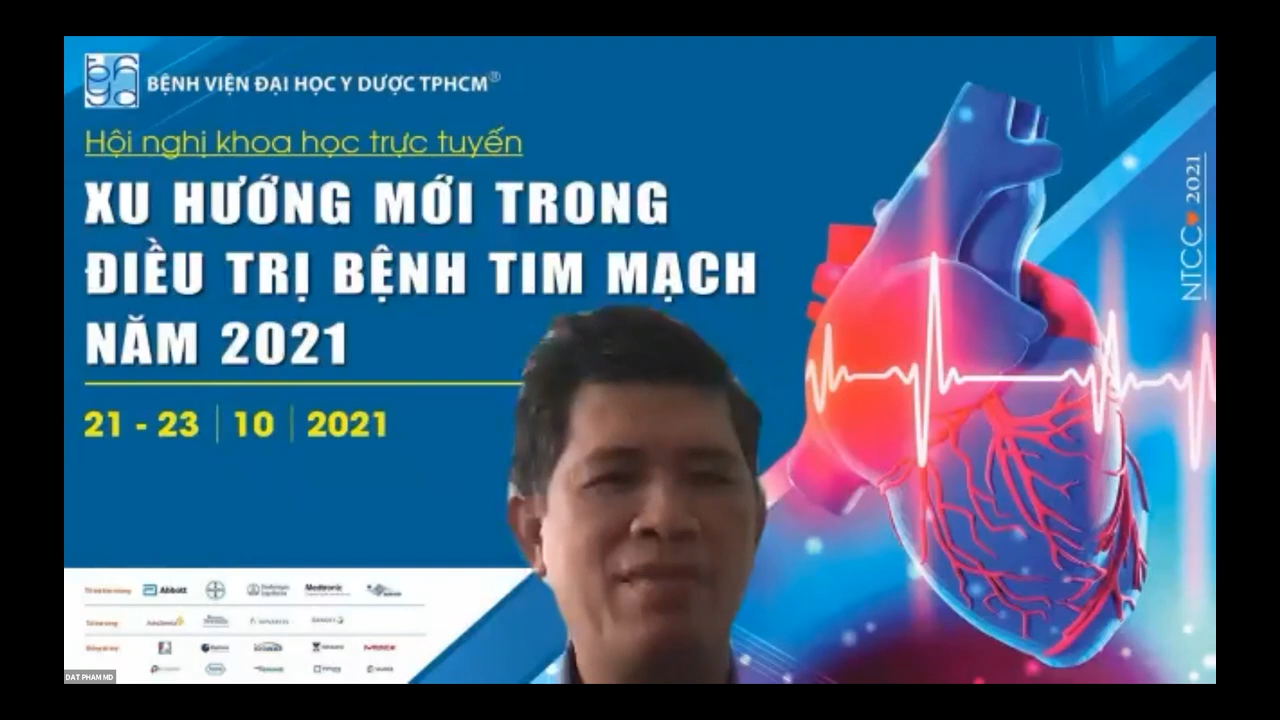 BỆNH VIỆN ĐẠI HỌC Y DƯỢC TPHCM®
Hội nghị khoa học trực tuyến
XU HƯỚNG MỚI TRONG
ĐIỀU TRỊ BỆNH TIM MẠCH
NĂM 2021
21 - 23 | 10 | 2021
NTCC 2021
Abbott
Medtronic
DAT PHAM MD